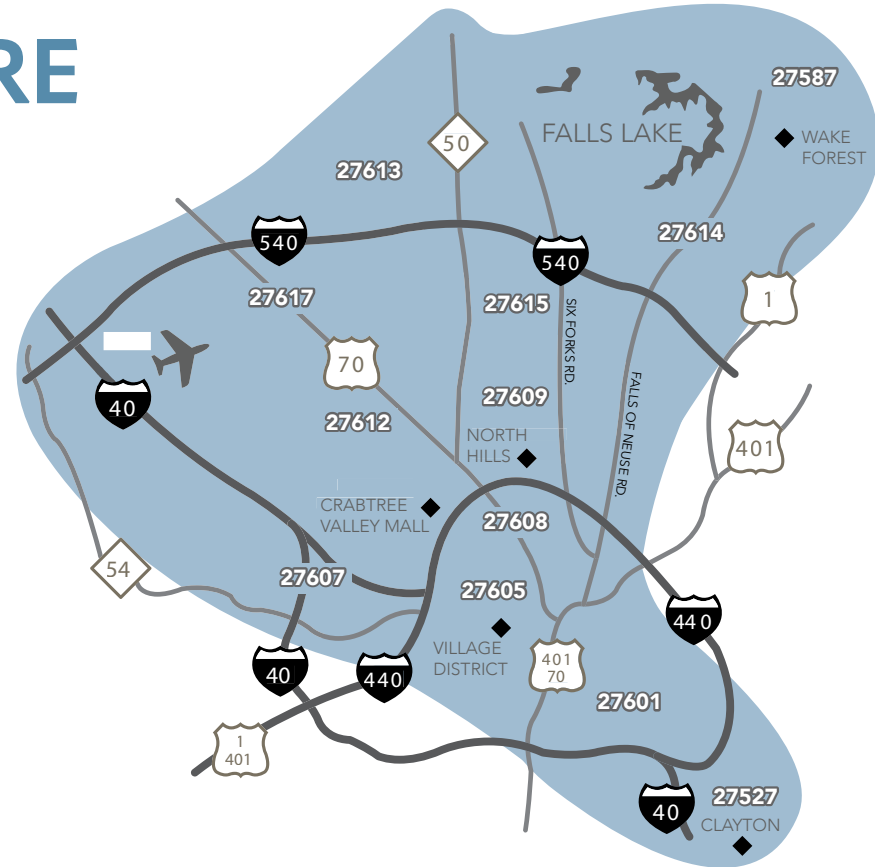 RE
27587
FALLS LAKE
WAKE
FOREST
50
27613
27614
540
540
27617
27615
1
SIX FORKS RD.
70
40
27609
FALLS OF NEUSE RD.
27612
NORTH
HILLS
401
CRABTREE
VALLEY MALL
27608
54
27607
27605
440
VILLAGE
DISTRICT
401
70
40
440
27601
1
401
27527
40
CLAYTON